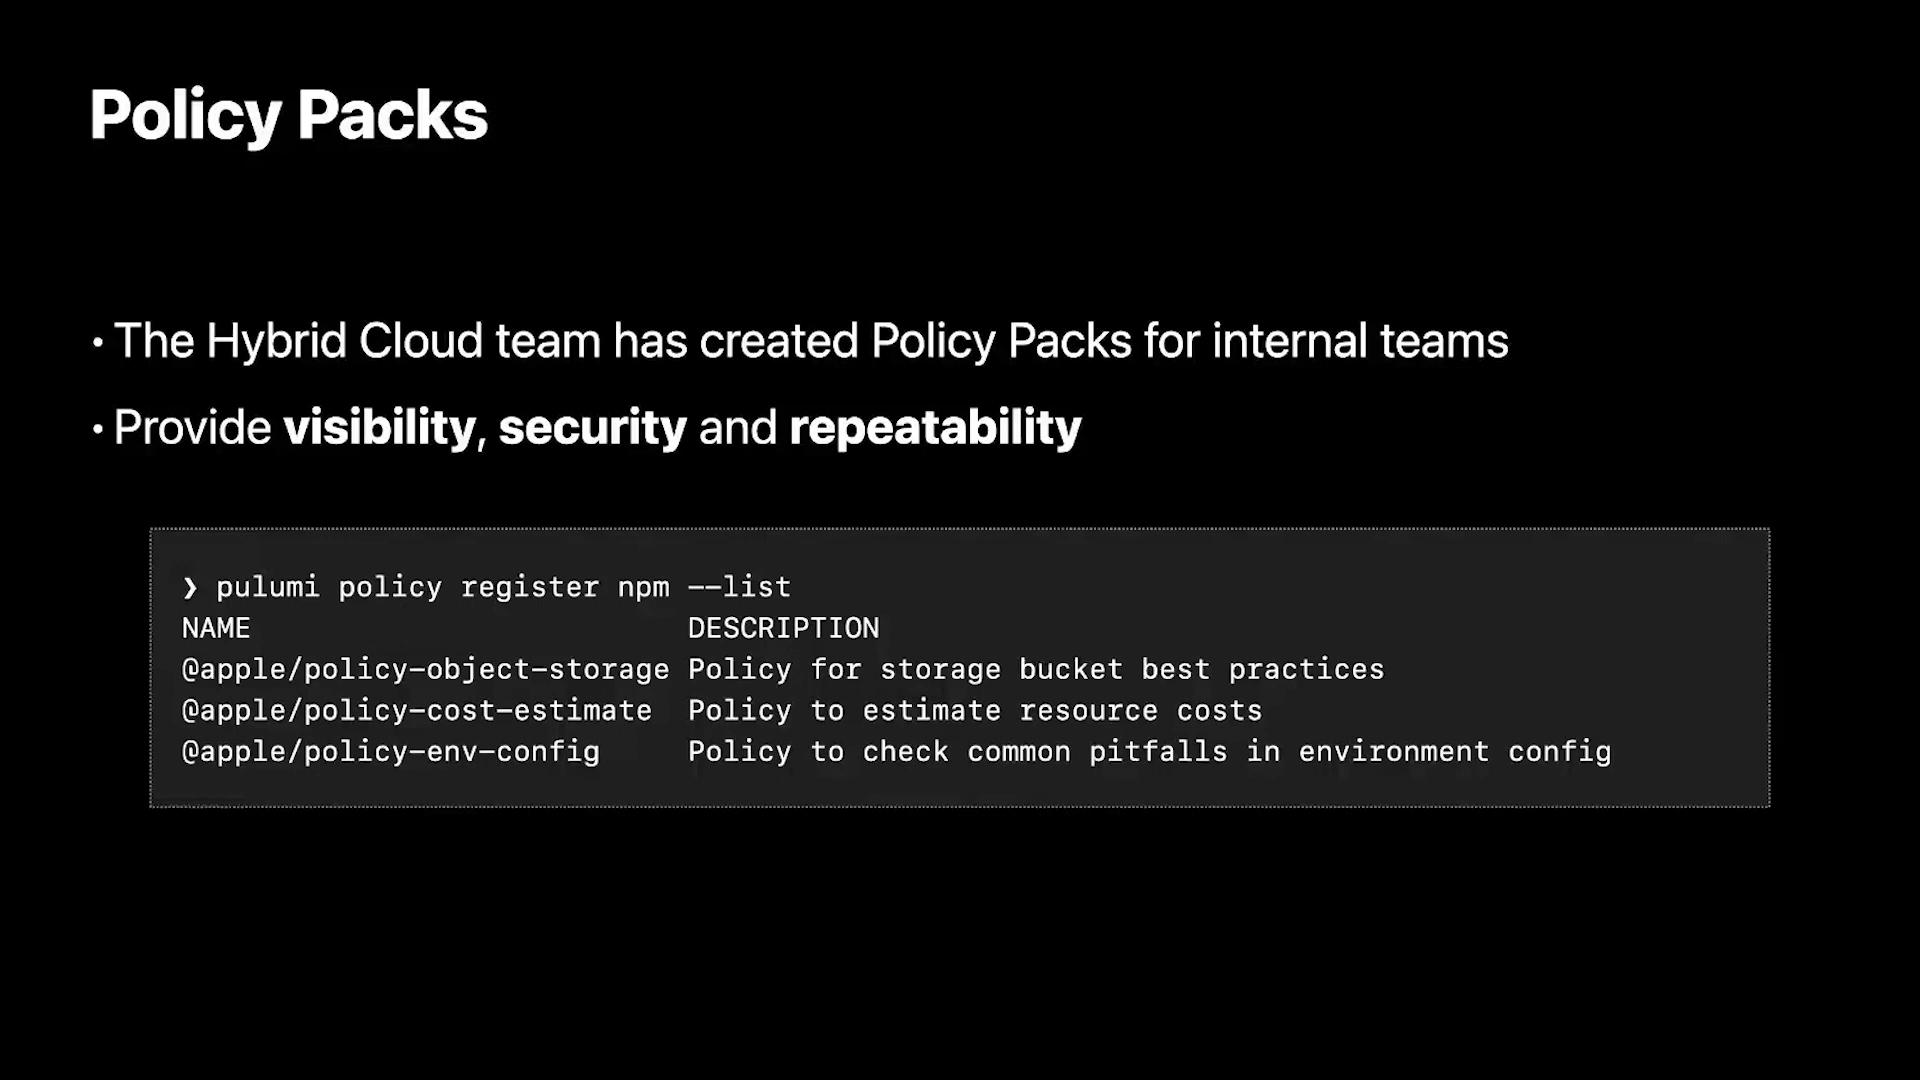 Policy Packs
• The Hybrid Cloud team has created Policy Packs for internal teams
• Provide visibility, security and repeatability
❯ pulumi policy register npm --list
NAME DESCRIPTION
@apple/policy-object-storage Policy for storage bucket best practices
@apple/policy-cost-estimate Policy to estimate resource costs
@apple/policy-env-config Policy to check common pitfalls in environment config